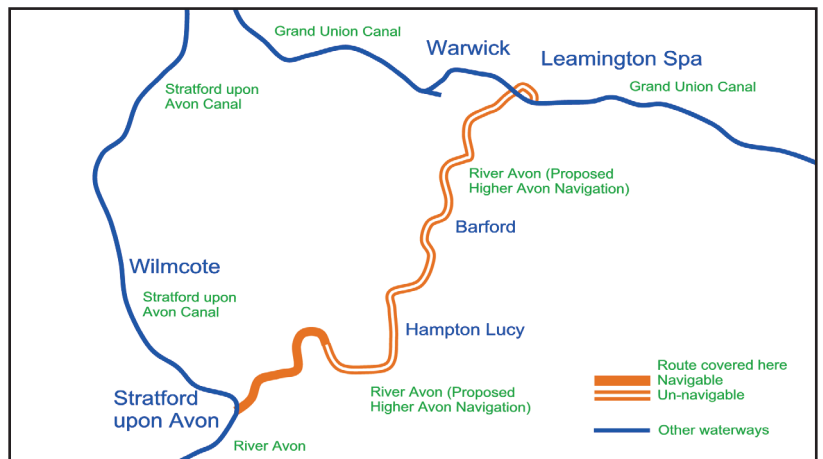 Grand Union Canal
Warwick
Leamington Spa
Stratford upon
Avon Canal
Grand Union Canal
River Avon (Proposed
Higher Avon Navigation)
Barford
Wilmcote
Stratford upon
Avon Canal
Hampton Lucy
Route covered here
Navigable
Un-navigable
Stratford
upon Avon
River Avon (Proposed
Higher Avon Navigation)
Other waterways
River Avon